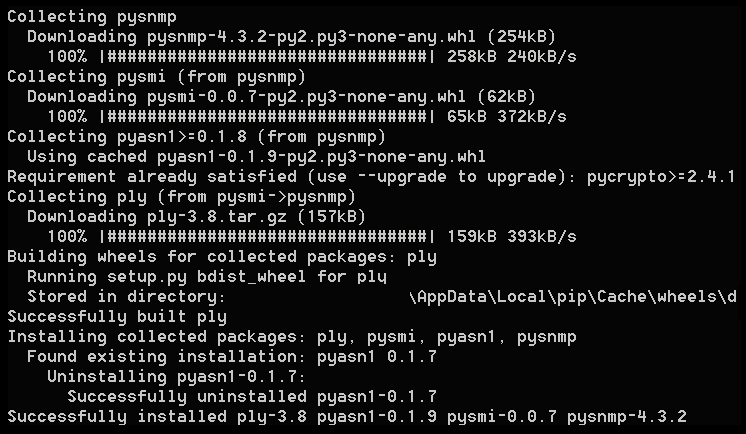 Collecting pysnmp
  Downloading pysnmp-4.3.2-py2.py3-none-any.whl (254kB)
    100% |################################| 258kB 240kB/s
Collecting pysmi (from pysnmp)
  Downloading pysmi-0.0.7-py2.py3-none-any.whl (62kB)
    100% |################################| 65kB 372kB/s
Collecting pyasn1>=0.1.8 (from pysnmp)
  Using cached pyasn1-0.1.9-py2.py3-none-any.whl
Requirement already satisfied (use --upgrade to upgrade): pycrypto>=2.4.1
Collecting ply (from pysmi->pysnmp)
  Downloading ply-3.8.tar.gz (157kB)
    100% |################################| 159kB 393kB/s
Building wheels for collected packages: ply
  Running setup.py bdist_wheel for ply
  Stored in directory:                  \AppData\Local\pip\Cache\wheels\d
Successfully built ply
Installing collected packages: ply, pysmi, pyasn1, pysnmp
  Found existing installation: pyasn1 0.1.7
    Uninstalling pyasn1-0.1.7:
      Successfully uninstalled pyasn1-0.1.7
Successfully installed ply-3.8 pyasn1-0.1.9 pysmi-0.0.7 pysnmp-4.3.2